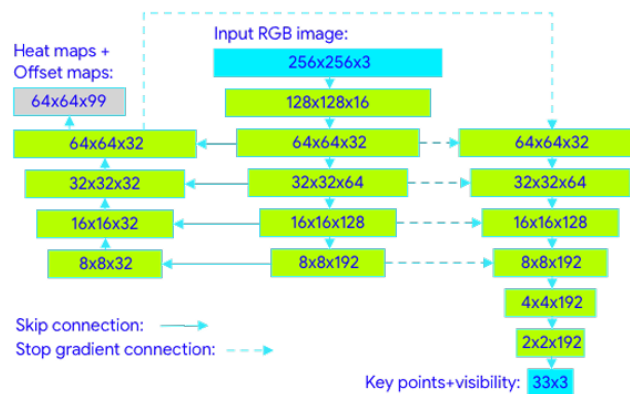 Input RGB image:
Heat maps +
Offset maps:
256x256x3
64x64x99
128x128x16
64x64x32
64x64x32
64x64x32
32x32x32
32x32x64
32x32x64
16x16x32
16x16x128
16x16x128
8x8x32
8x8x192
8x8x192
4x4x192
Skip connection:
Stop gradient connection:
2x2x192
Key points+visibility:
33x3